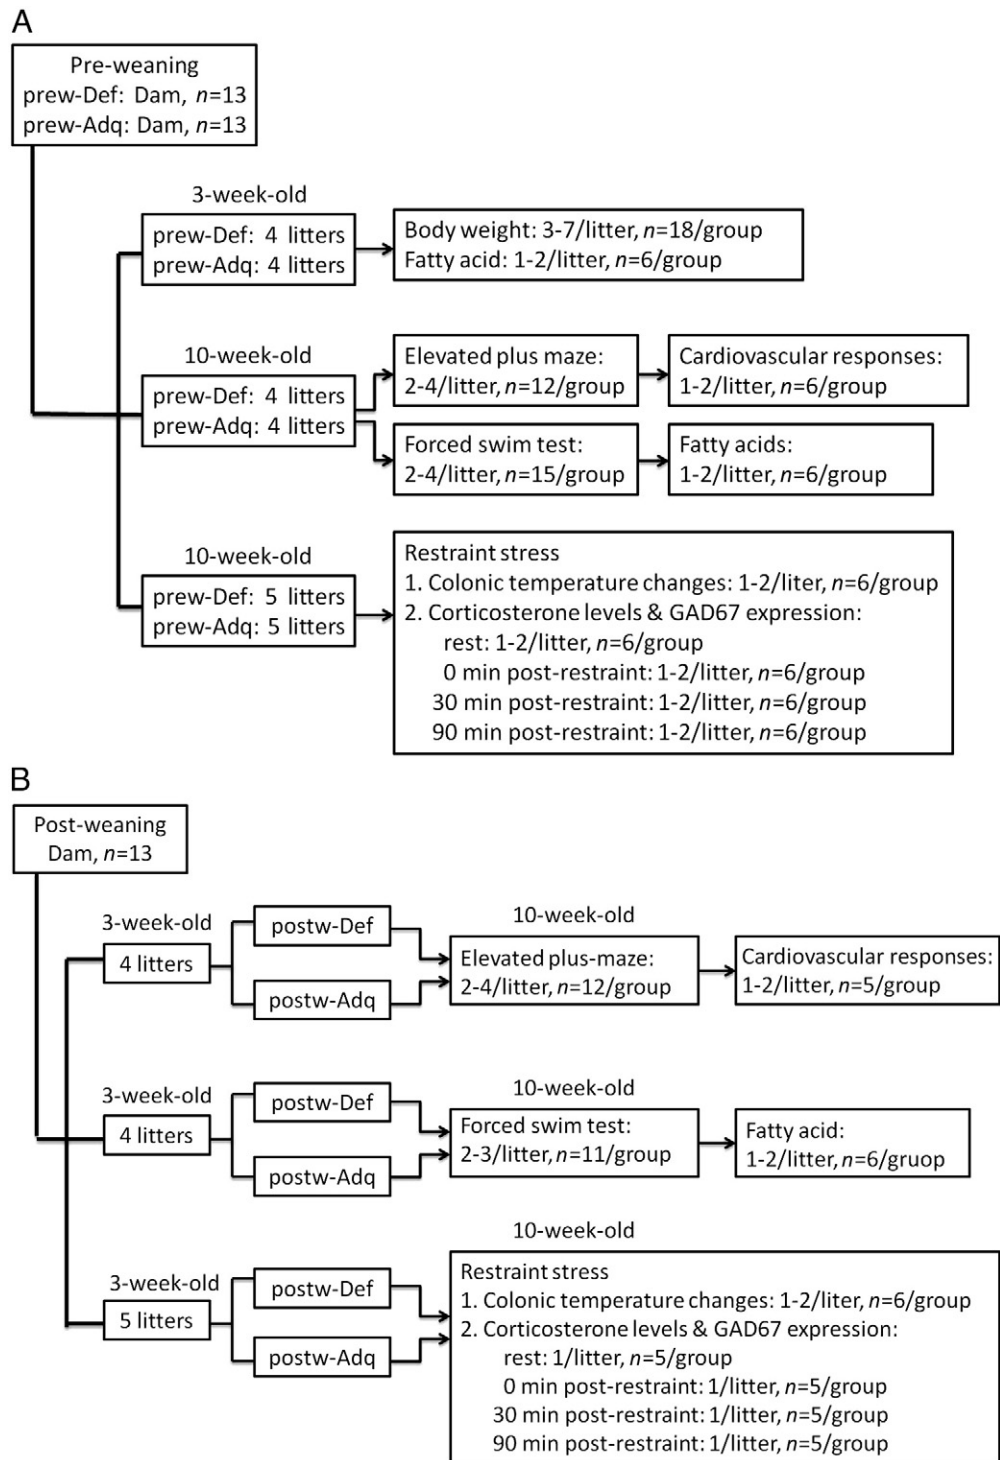 A
Pre-weaning
prew-Def: Dam, n=13
prew-Adq: Dam, n=13
3-week-old
prew-Def: 4 litters
prew-Adq: 4 litters
Body weight: 3-7/litter, n=18/group
Fatty acid: 1-2/litter, n=6/group
10-week-old
prew-Def: 4 litters
prew-Adq: 4 litters
Elevated plus maze:
2-4/litter, n=12/group
Cardiovascular responses:
1-2/litter, n=6/group
Forced swim test:
2-4/litter, n=15/group
Fatty acids:
1-2/litter, n=6/group
10-week-old
prew-Def: 5 litters
prew-Adq: 5 litters
Restraint stress
1. Colonic temperature changes: 1-2/liter, n=6/group
2. Corticosterone levels & GAD67 expression:
rest: 1-2/litter, n=6/group
0 min post-restraint: 1-2/litter, n=6/group
30 min post-restraint: 1-2/litter, n=6/group
90 min post-restraint: 1-2/litter, n=6/group
B
Post-weaning
Dam, n=13
3-week-old
4 litters
postw-Def
postw-Adq
10-week-old
Elevated plus-maze:
2-4/litter, n=12/group
Cardiovascular responses:
1-2/litter, n=5/group
3-week-old
4 litters
postw-Def
postw-Adq
10-week-old
Forced swim test:
2-3/litter, n=11/group
Fatty acid:
1-2/litter, n=6/gruop
3-week-old
5 litters
postw-Def
postw-Adq
10-week-old
Restraint stress
1. Colonic temperature changes: 1-2/liter, n=6/group
2. Corticosterone levels & GAD67 expression:
rest: 1/litter, n=5/group
0 min post-restraint: 1/litter, n=5/group
30 min post-restraint: 1/litter, n=5/group
90 min post-restraint: 1/litter, n=5/group